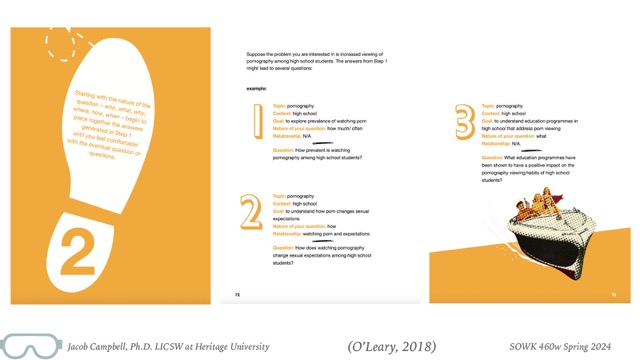 Starting with the nature of the
question – who, what, why,
where, how, when – begin to
piece together the answers
generated in Step 1
until you feel comfortable
with the eventual question or
questions.
2
Suppose the problem you are interested in is increased viewing of
pornography among high school students. The answers from Step 1
might lead to several questions:
example:
1
Topic: pornography
Context: high school
Goal: to explore prevalence of watching porn
Nature of your question: how much/ often
Relationship: N/A
Question: How prevalent is watching
pornography among high school students?
2
Topic: pornography
Context: high school
Goal: to understand how porn changes sexual
expectations
Nature of your question: how
Relationship: watching porn and expectations
Question: How does watching pornography
change sexual expectations among high school
students?
72
3
Topic: pornography
Context: high school
Goal: to understand education programmes in
high school that address porn viewing
Nature of your question: what
Relationship: N/A.
Question: What education programmes have
been shown to have a positive impact on the
pornography viewing habits of high school
students?
Jacob Campbell, Ph.D. LICSW at Heritage University
(O'Leary, 2018)
SOWK 460w Spring 2024